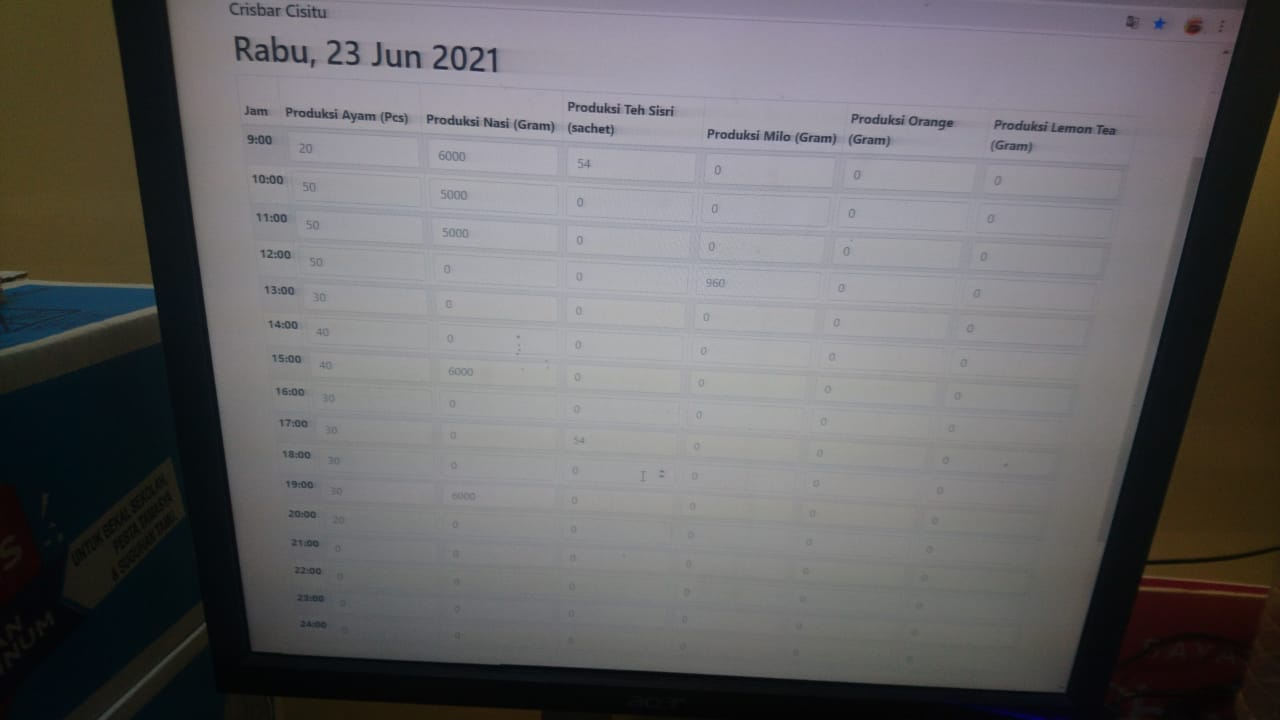 Crisbar Cisitu
Rabu, 23 Jun 2021
Jam Produksi Ayam (Pcs) Produksi Nasi (Gram) Produksi Teh Sisri (sachet) Produksi Milo (Gram) Produksi Orange (Gram) Produksi Lemon Tea (Gram)
9:00 20 6000 54 0 0 0
10:00 50 5000 0 0 0 0
11:00 50 5000 0 0 0 0
12:00 50 0 0 960 0 0
13:00 30 0 0 0 0 0
14:00 40 0 0 0 0 0
15:00 40 6000 0 0 0 0
16:00 30 0 0 0 0 0
17:00 30 0 54 0 0 0
18:00 30 0 0 0 0 0
19:00 30 6000 0 0 0 0
20:00 20 0 0 0 0 0
21:00 0 0 0 0 0 0
22:00 0 0 0 0 0 0
23:00 0 0 0 0 0 0
24:00 0 0 0 0 0 0
acer
UNTUK BEKAL SEKOLAH,
PESTA, TAMASYA
& SUGUHAN TAMU
S
AN
NUM